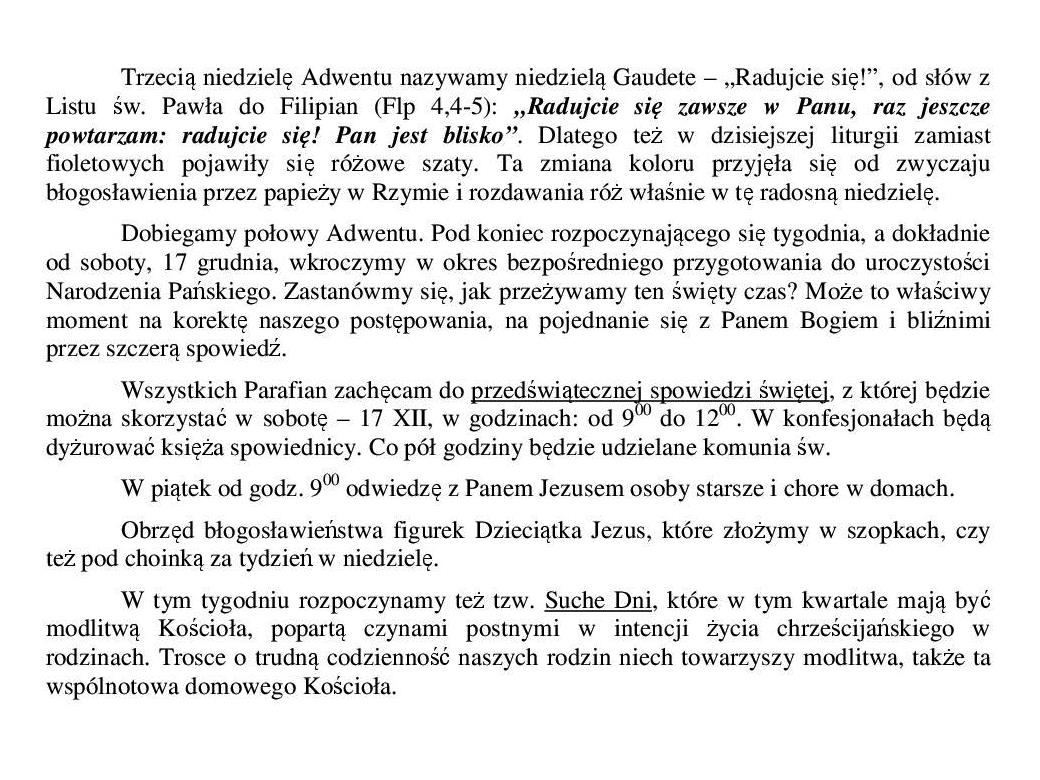 Trzecią niedzielę Adwentu nazywamy niedzielą Gaudete – „Radujcie się!”, od słów z
Listu św. Pawła do Filipian (Flp 4,4-5): „Radujcie się zawsze w Panu, raz jeszcze
powtarzam: radujcie się! Pan jest blisko”. Dlatego też w dzisiejszej liturgii zamiast
fioletowych pojawiły się różowe szaty. Ta zmiana koloru przyjęła się od zwyczaju
błogosławienia przez papieży w Rzymie i rozdawania róż właśnie w tę radosną niedzielę.
Dobiegamy połowy Adwentu. Pod koniec rozpoczynającego się tygodnia, a dokładnie
od soboty, 17 grudnia, wkroczymy w okres bezpośredniego przygotowania do uroczystości
Narodzenia Pańskiego. Zastanówmy się, jak przeżywamy ten święty czas? Może to właściwy
moment na korektę naszego postępowania, na pojednanie się z Panem Bogiem i bliźnimi
przez szczerą spowiedź.
Wszystkich Parafian zachęcam do przedświątecznej spowiedzi świętej, z której będzie
można skorzystać w sobotę – 17 XII, w godzinach: od 9⁰⁰ do 12⁰⁰. W konfesjonałach będą
dyżurować księża spowiednicy. Co pół godziny będzie udzielane komunia św.
W piątek od godz. 9⁰⁰ odwiedzę z Panem Jezusem osoby starsze i chore w domach.
Obrzęd błogosławieństwa figurek Dzieciątka Jezus, które złożymy w szopkach, czy
też pod choinką za tydzień w niedzielę.
W tym tygodniu rozpoczynamy też tzw. Suche Dni, które w tym kwartale mają być
modlitwą Kościoła, popartą czynami postnymi w intencji życia chrześcijańskiego w
rodzinach. Trosce o trudną codzienność naszych rodzin niech towarzyszy modlitwa, także ta
wspólnotowa domowego Kościoła.